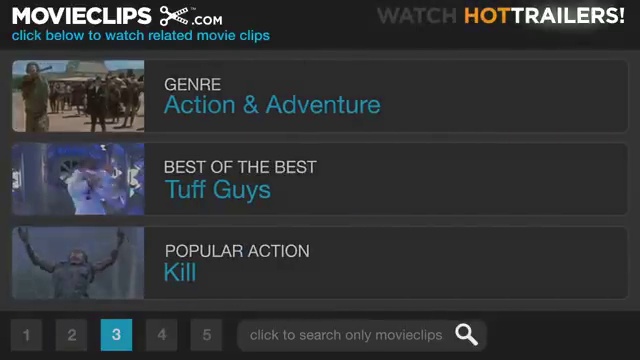 MOVIECLIPS .COM
WATCH HOTTRAILERS!
click below to watch related movie clips
GENRE
Action & Adventure
BEST OF THE BEST
Tuff Guys
POPULAR ACTION
Kill
1 2 3 4 5 click to search only movieclips